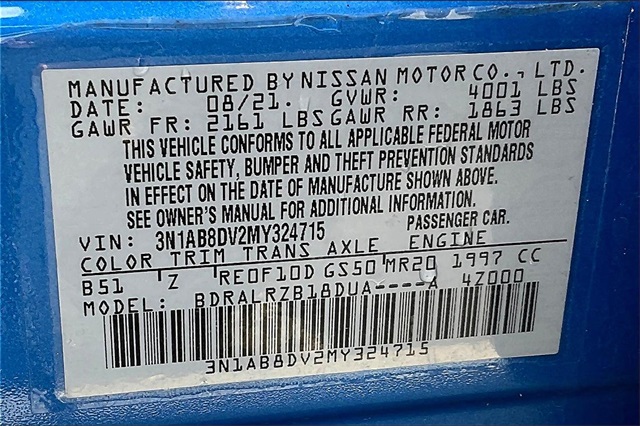 MANUFACTURED BY NISSAN MOTOR CO., LTD.
DATE: 08/21. GVWR: 4001 LBS
GAWR FR: 2161 LBS GAWR RR: 1863 LBS
THIS VEHICLE CONFORMS TO ALL APPLICABLE FEDERAL MOTOR
VEHICLE SAFETY, BUMPER AND THEFT PREVENTION STANDARDS
IN EFFECT ON THE DATE OF MANUFACTURE SHOWN ABOVE.
SEE OWNER'S MANUAL FOR ADDITIONAL INFORMATION.
VIN: 3N1AB8DV2MY324715 PASSENGER CAR.
COLOR TRIM TRANS AXLE ENGINE
B51 Z RE0F10D GS50 MR20 1997 CC
MODEL: BDRALRZB18DUA----A 4Z000
3N1AB8DV2MY324715